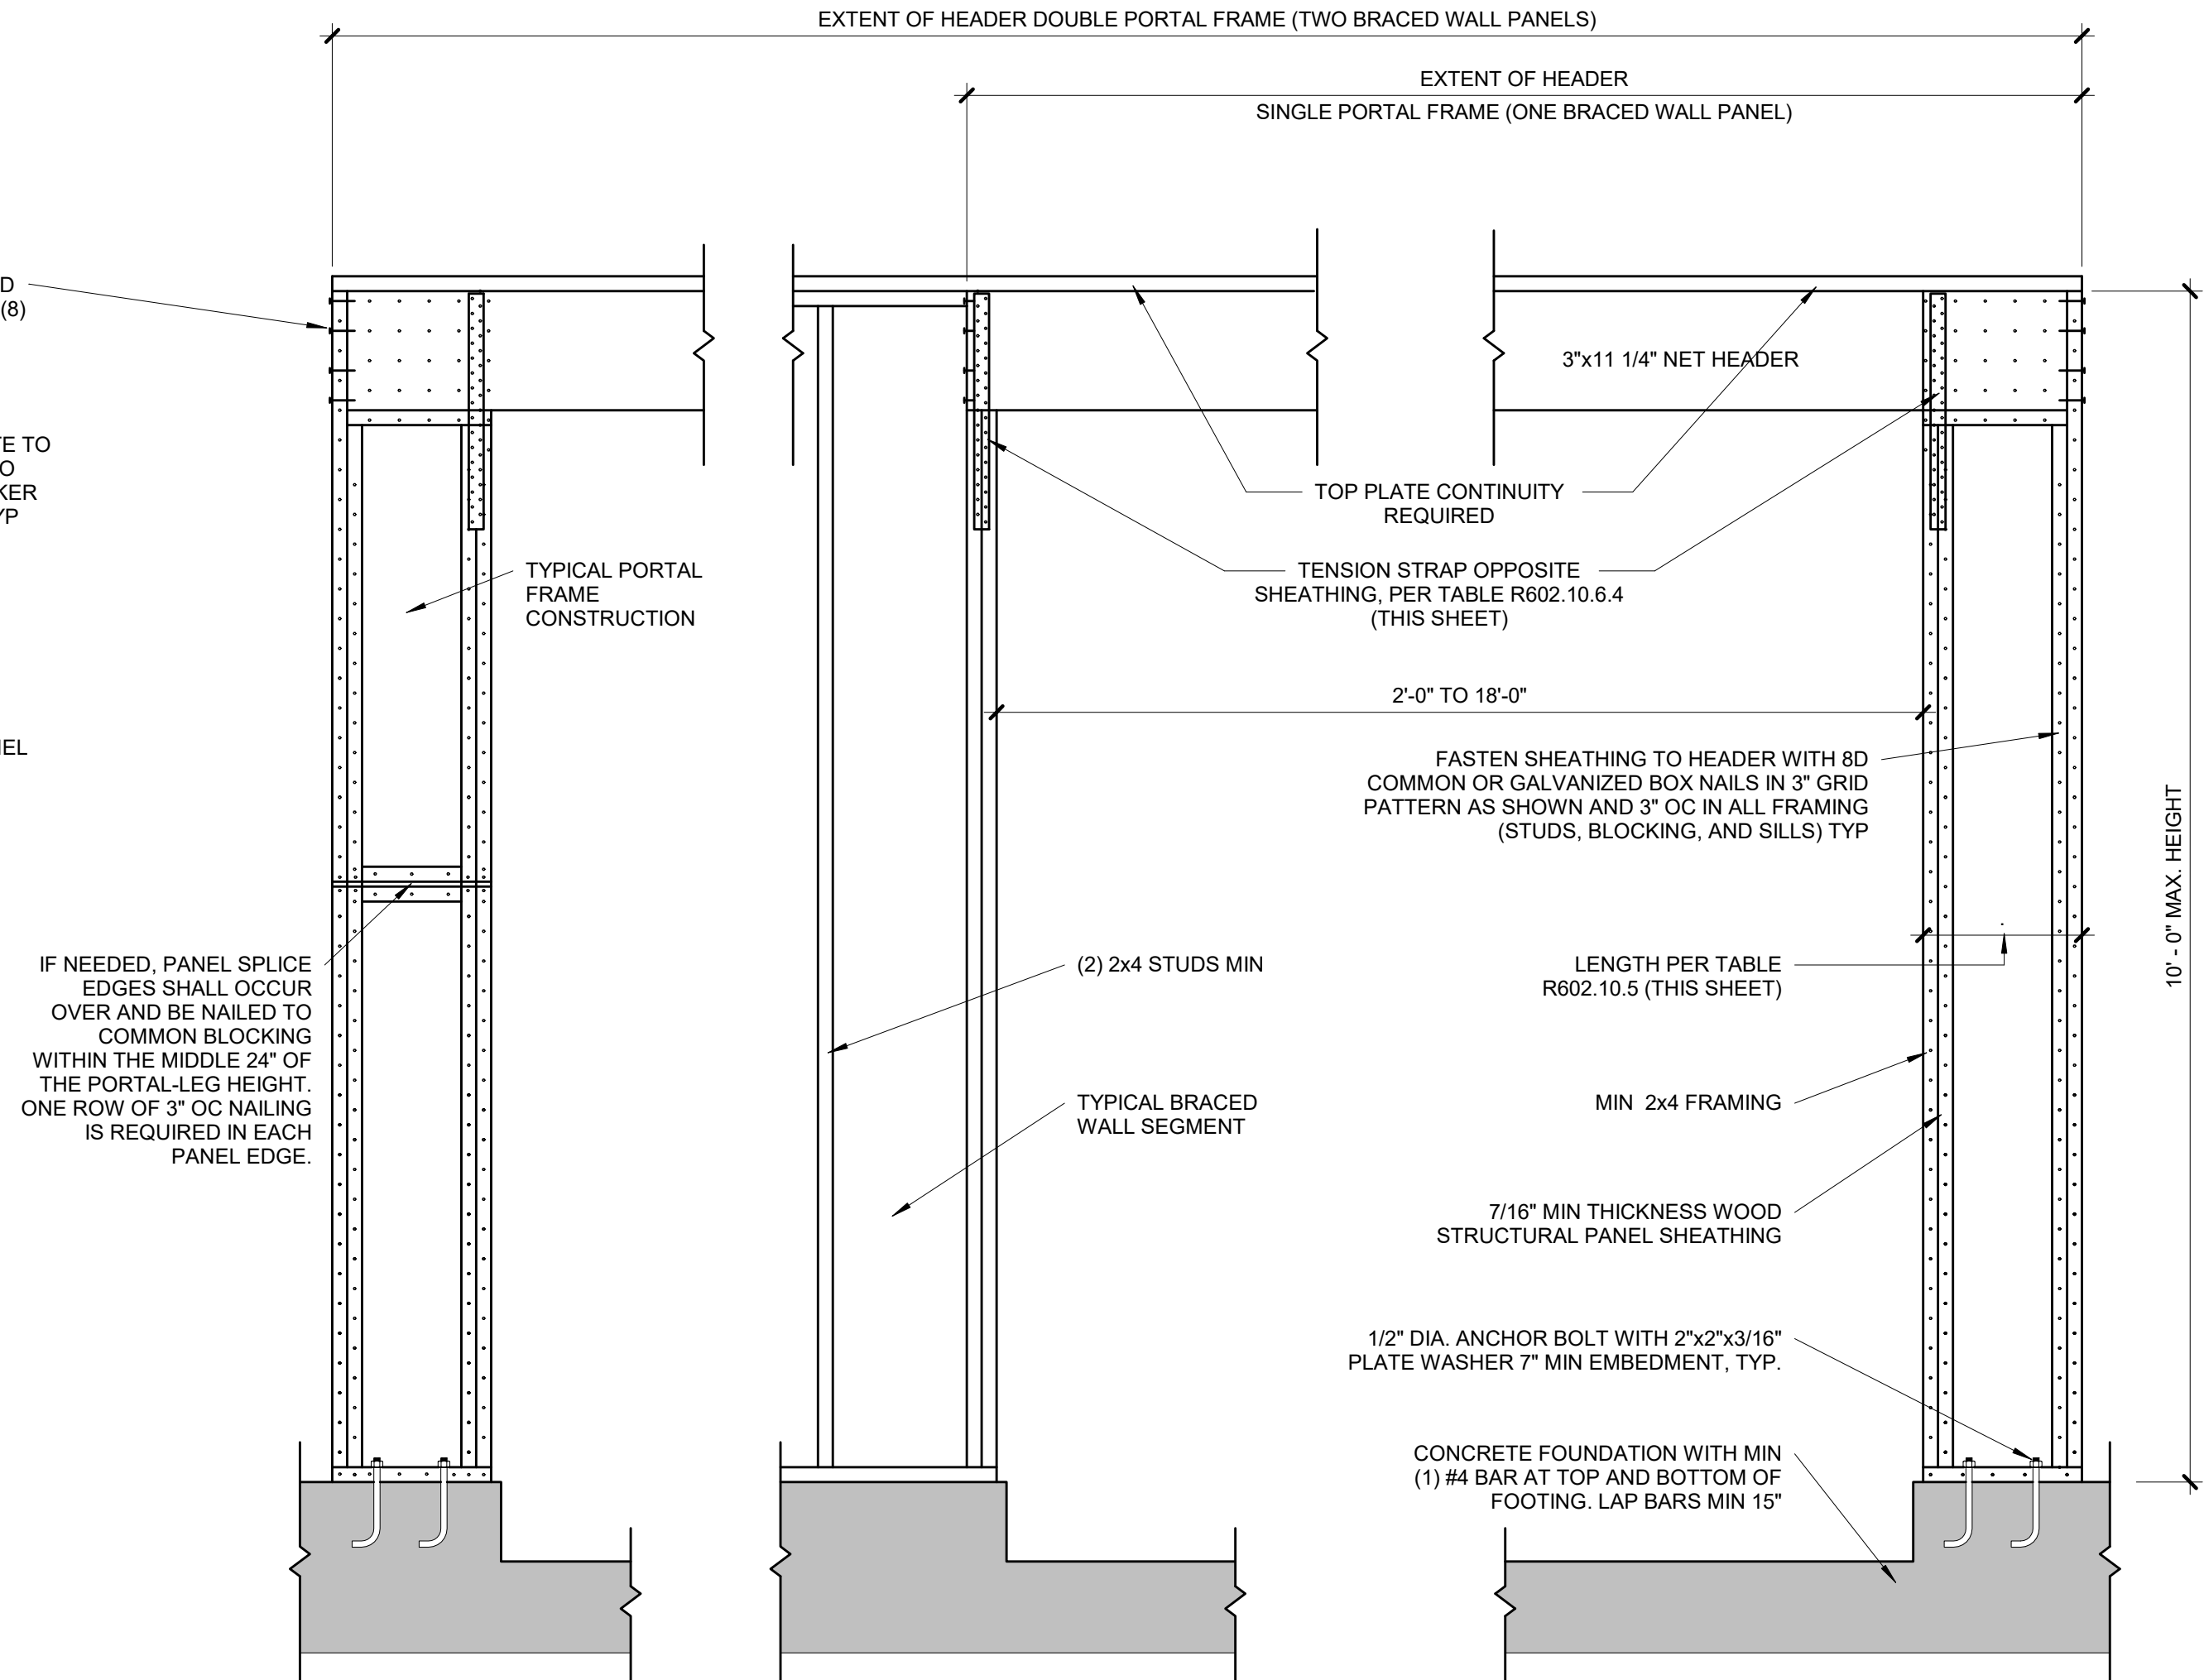 EXTENT OF HEADER DOUBLE PORTAL FRAME (TWO BRACED WALL PANELS)
EXTENT OF HEADER
SINGLE PORTAL FRAME (ONE BRACED WALL PANEL)
D
(8)
TE TO
O
KER
YP
NEL
3"x11 1/4" NET HEADER
TOP PLATE CONTINUITY
REQUIRED
TYPICAL PORTAL
FRAME
CONSTRUCTION
TENSION STRAP OPPOSITE
SHEATHING, PER TABLE R602.10.6.4
(THIS SHEET)
2'-0" TO 18'-0"
FASTEN SHEATHING TO HEADER WITH 8D
COMMON OR GALVANIZED BOX NAILS IN 3" GRID
PATTERN AS SHOWN AND 3" OC IN ALL FRAMING
(STUDS, BLOCKING, AND SILLS) TYP
10' - 0" MAX. HEIGHT
IF NEEDED, PANEL SPLICE
EDGES SHALL OCCUR
OVER AND BE NAILED TO
COMMON BLOCKING
WITHIN THE MIDDLE 24" OF
THE PORTAL-LEG HEIGHT.
ONE ROW OF 3" OC NAILING
IS REQUIRED IN EACH
PANEL EDGE.
(2) 2x4 STUDS MIN
LENGTH PER TABLE
R602.10.5 (THIS SHEET)
TYPICAL BRACED
WALL SEGMENT
MIN 2x4 FRAMING
7/16" MIN THICKNESS WOOD
STRUCTURAL PANEL SHEATHING
1/2" DIA. ANCHOR BOLT WITH 2"x2"x3/16"
PLATE WASHER 7" MIN EMBEDMENT, TYP.
CONCRETE FOUNDATION WITH MIN
(1) #4 BAR AT TOP AND BOTTOM OF
FOOTING. LAP BARS MIN 15"